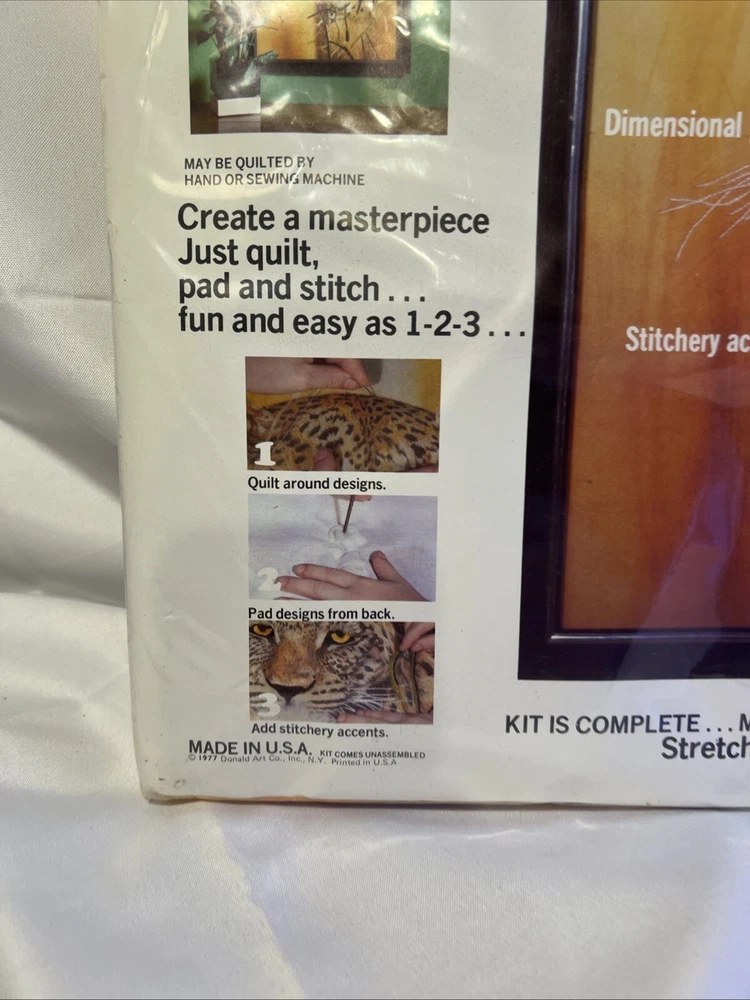 Dimensional
MAY BE QUILTED BY
HAND OR SEWING MACHINE
Create a masterpiece
Just quilt,
pad and stitch . . .
fun and easy as 1-2-3 . . .
Stitchery ac
1
Quilt around designs.
2
Pad designs from back.
3
Add stitchery accents.
KIT IS COMPLETE . . . M
Stretch
MADE IN U.S.A. KIT COMES UNASSEMBLED
© 1977 Donald Art Co., Inc., N.Y. Printed in U.S.A